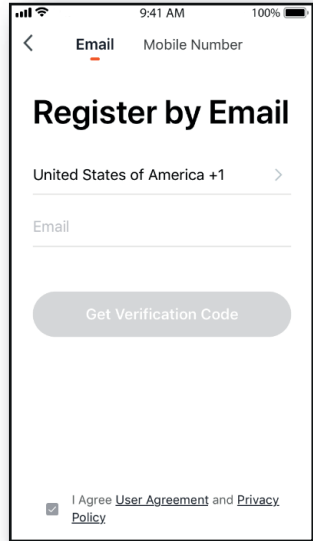 9:41 AM 100%
Email Mobile Number
Register by Email
United States of America +1
Email
Get Verification Code
I Agree User Agreement and Privacy
Policy